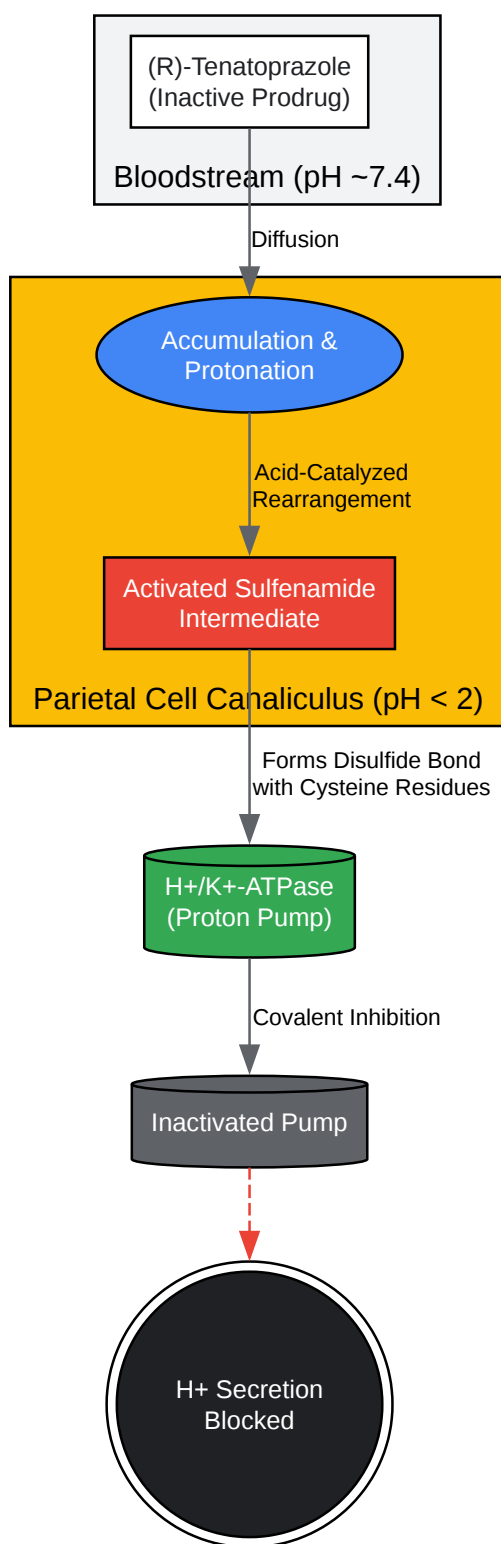 (R)-Tenatoprazole
(Inactive Prodrug)
Bloodstream (pH ~7.4)
Diffusion
Accumulation &
Protonation
Acid-Catalyzed
Rearrangement
Activated Sulfenamide
Intermediate
Parietal Cell Canaliculus (pH < 2)
Forms Disulfide Bond
with Cysteine Residues
H+/K+-ATPase
(Proton Pump)
Covalent Inhibition
Inactivated Pump
H+ Secretion
Blocked